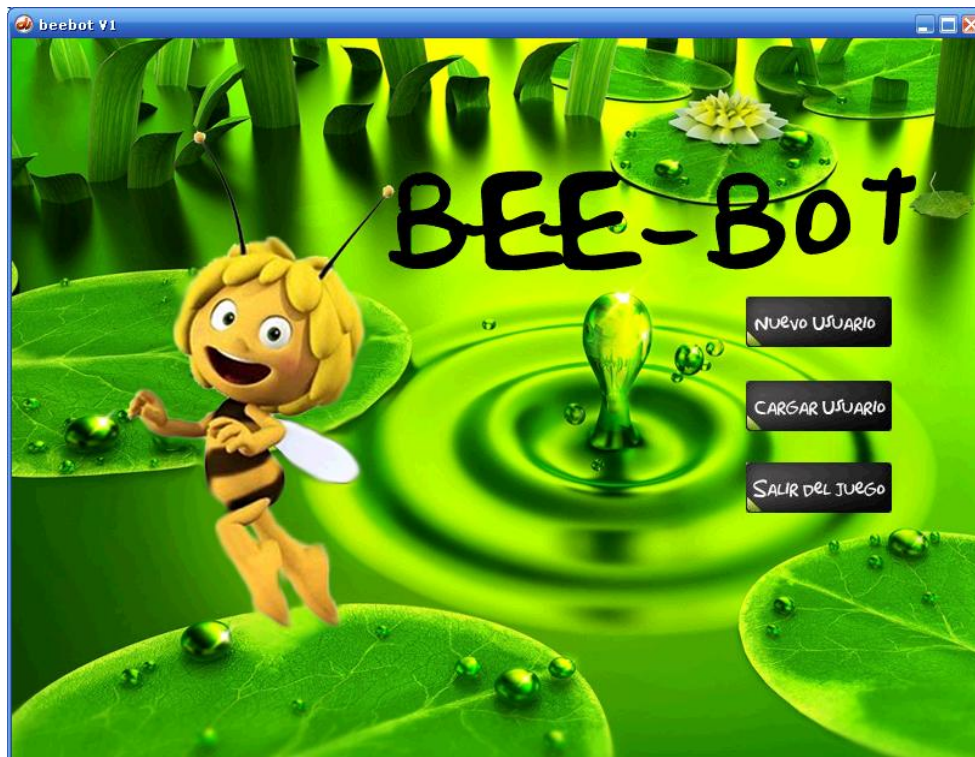 beebot V1
BEE-BOT
NUevo USUARIO
CARGAR USUARIO
SALIR Del JUeGO